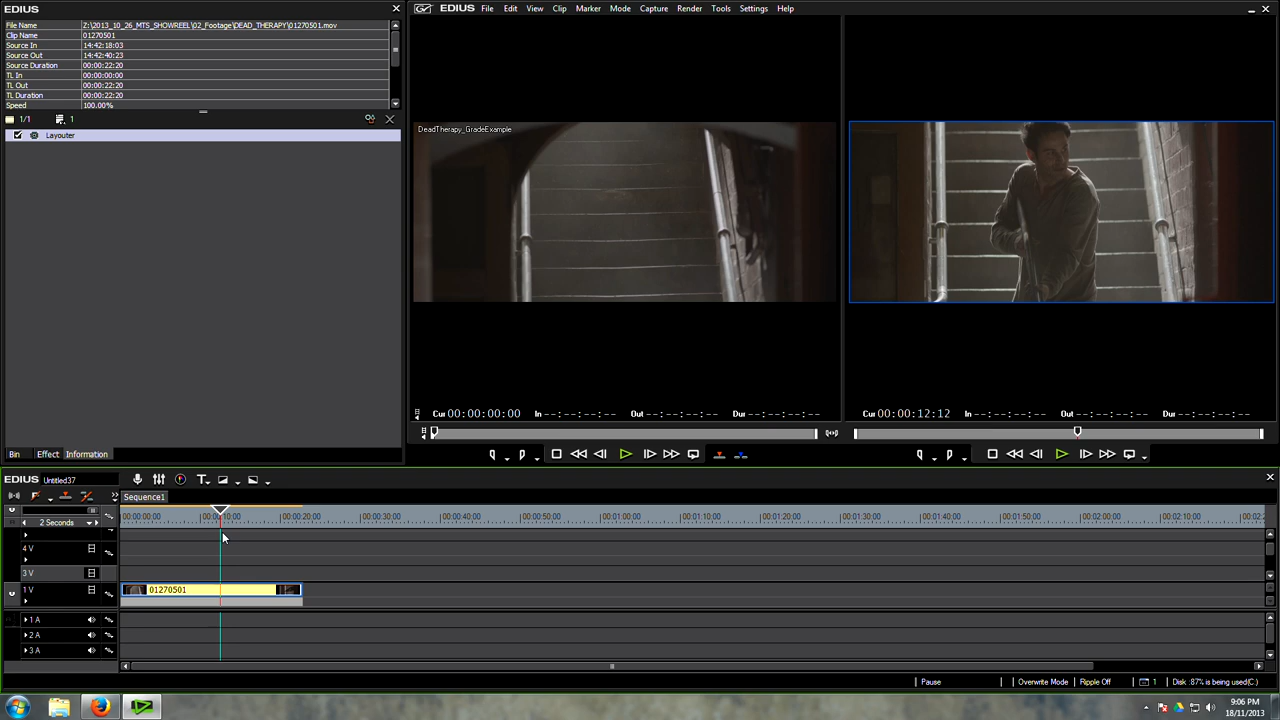 EDIUS
File Name Z:\2013_10_26_MTS_SHOWREEL\02_Footage\DEAD_THERAPY\01270501.mov
Clip Name 01270501
Source In 14:42:18:03
Source Out 14:42:40:23
Source Duration 00:00:22:20
TL In 00:00:00:00
TL Out 00:00:22:20
TL Duration 00:00:22:20
Speed 100.00%
1/1 1
Layouter
Bin Effect Information
EDIUS File Edit View Clip Marker Mode Capture Render Tools Settings Help
DeadTherapy_GradeExample
Cur 00:00:00:00 In --:--:--:-- Out --:--:--:-- Dur --:--:--:--
Cur 00:00:12:12 In --:--:--:-- Out --:--:--:-- Dur --:--:--:--
EDIUS Untitled37
Sequence1
2 Seconds
00:00:00:00 00:00:10:00 00:00:20:00 00:00:30:00 00:00:40:00 00:00:50:00 00:01:00:00 00:01:10:00 00:01:20:00 00:01:30:00 00:01:40:00 00:01:50:00 00:02:00:00 00:02:10:00
4 V
3 V
1 V 01270501
1 A
2 A
3 A
Pause Overwrite Mode Ripple Off 1 Disk :87% is being used(C:)
9:06 PM
18/11/2013